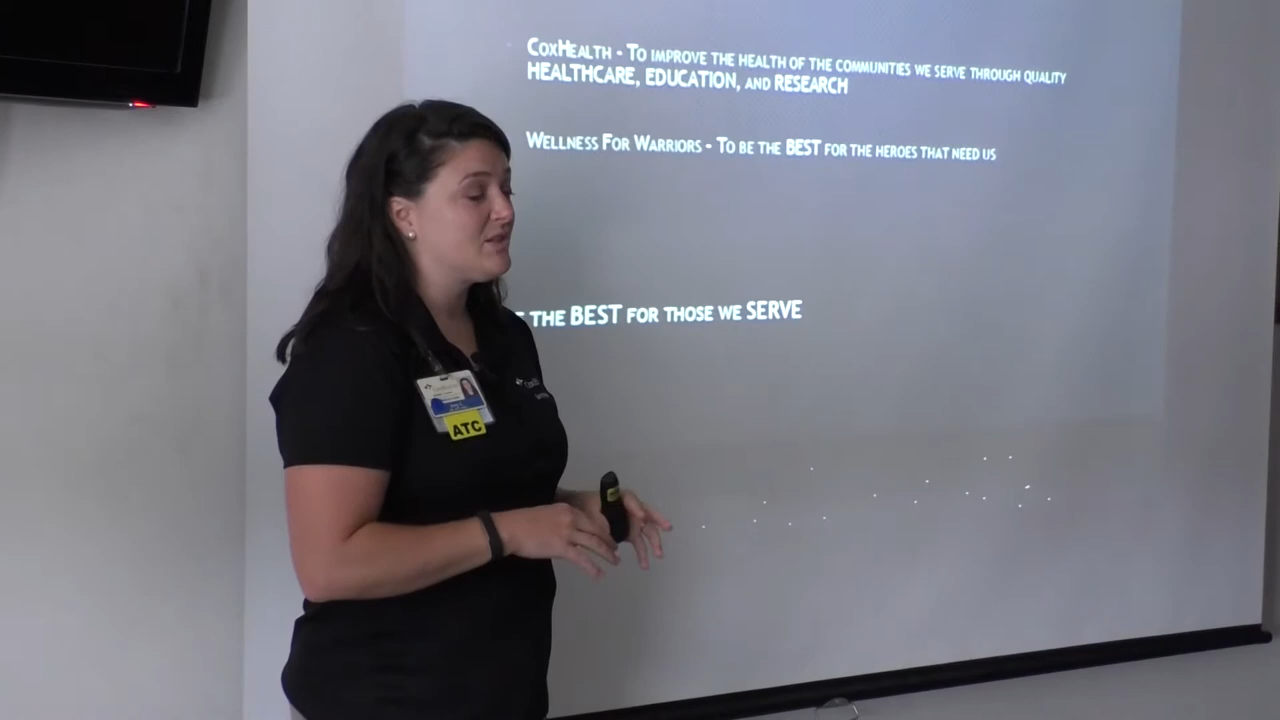 COXHEALTH - TO IMPROVE THE HEALTH OF THE COMMUNITIES WE SERVE THROUGH QUALITY
HEALTHCARE, EDUCATION, AND RESEARCH
WELLNESS FOR WARRIORS - TO BE THE BEST FOR THE HEROES THAT NEED US
THE BEST FOR THOSE WE SERVE
ATC